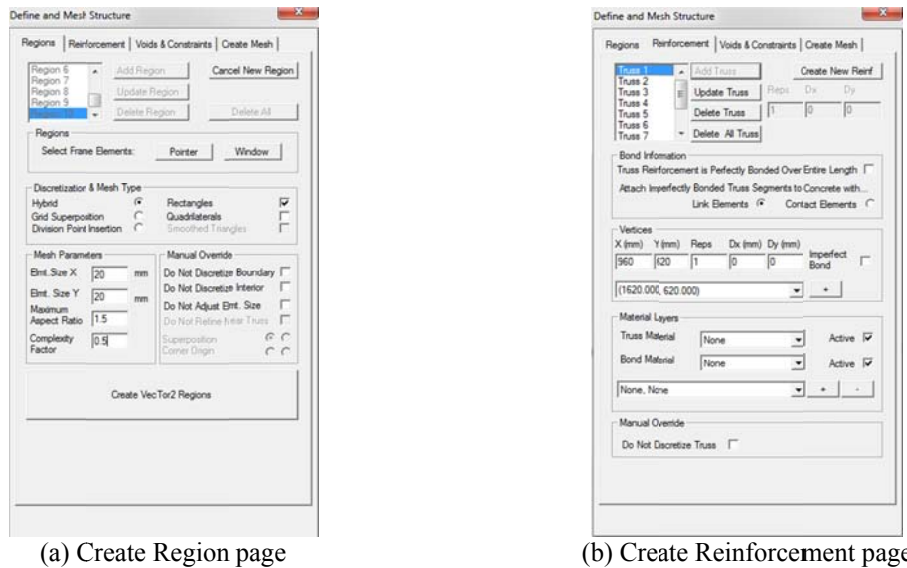 Define and Mesh Structure
Regions Reinforcement Voids & Constraints Create Mesh
Region 6
Region 7
Region 8
Region 9
Region 10
Add Region
Cancel New Region
Update Region
Delete Region
Delete All
Regions
Select Frane Elements: Pointer Window
Discretization & Mesh Type
Hybrid
Grid Superposition
Division Point Insertion
Rectangles
Quadrilaterals
Smoothed Triangles
Mesh Parameters
Elmt. Size X 20 mm
Elmt. Size Y 20 mm
Maximum
Aspect Ratio 1.5
Complexity
Factor 0.5
Manual Override
Do Not Discretize Boundary
Do Not Discretize Interior
Do Not Adjust Elmt. Size
Do Not Refine Near Truss
Superposition
Corner Origin
Create VecTor2 Regions
(a) Create Region page
Define and Mesh Structure
Regions Reinforcement Voids & Constraints Create Mesh
Truss 1
Truss 2
Truss 3
Truss 4
Truss 5
Truss 6
Truss 7
Add Truss
Create New Reinf
Update Truss
Reps Dx Dy
Delete Truss
1 0 0
Delete All Truss
Bond Infomation
Truss Reinforcement is Perfectly Bonded Over Entire Length
Attach Imperfectly Bonded Truss Segments to Concrete with...
Link Elements Contact Elements
Vertices
X (mm) Y (mm) Reps Dx (mm) Dy (mm)
960 620 1 0 0
Imperfect
Bond
(1620.000, 620.000)
+
Material Layers
Truss Material None Active
Bond Material None Active
None, None
+ -
Manual Override
Do Not Discretize Truss
(b) Create Reinforcement page